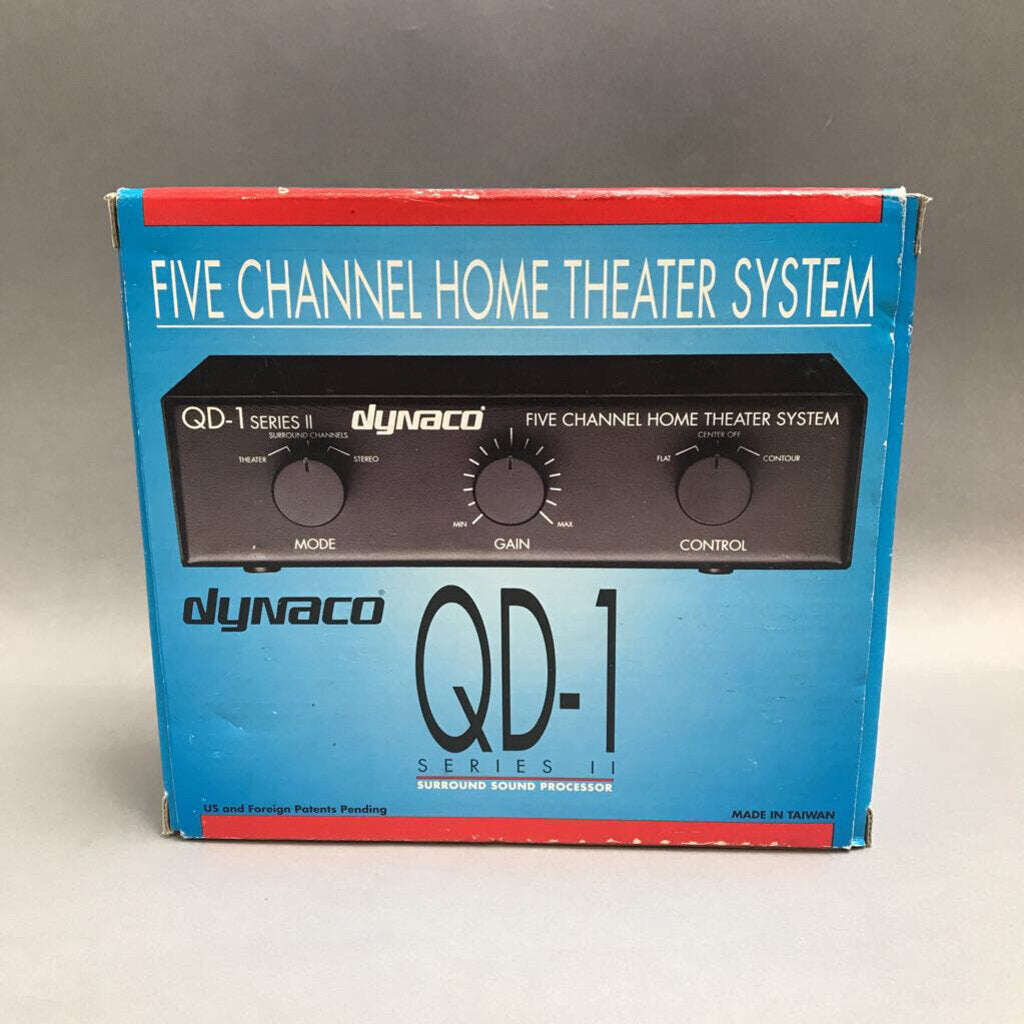 FIVE CHANNEL HOME THEATER SYSTEM
QD-1 SERIES II dynaco® FIVE CHANNEL HOME THEATER SYSTEM
SURROUND CHANNELS CENTER OFF
THEATER STEREO FLAT CONTOUR
MIN MAX
MODE GAIN CONTROL
dynaco®
QD-1
SERIES II
SURROUND SOUND PROCESSOR
US and Foreign Patents Pending MADE IN TAIWAN